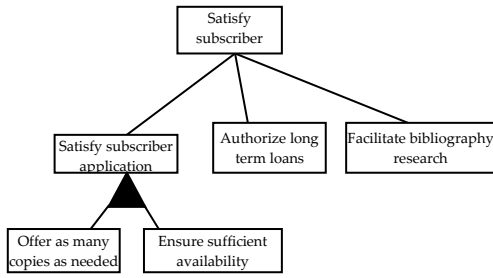 Satisfy
subscriber
Satisfy subscriber
application
Authorize long
term loans
Facilitate bibliography
research
Offer as many
copies as needed
Ensure sufficient
availability